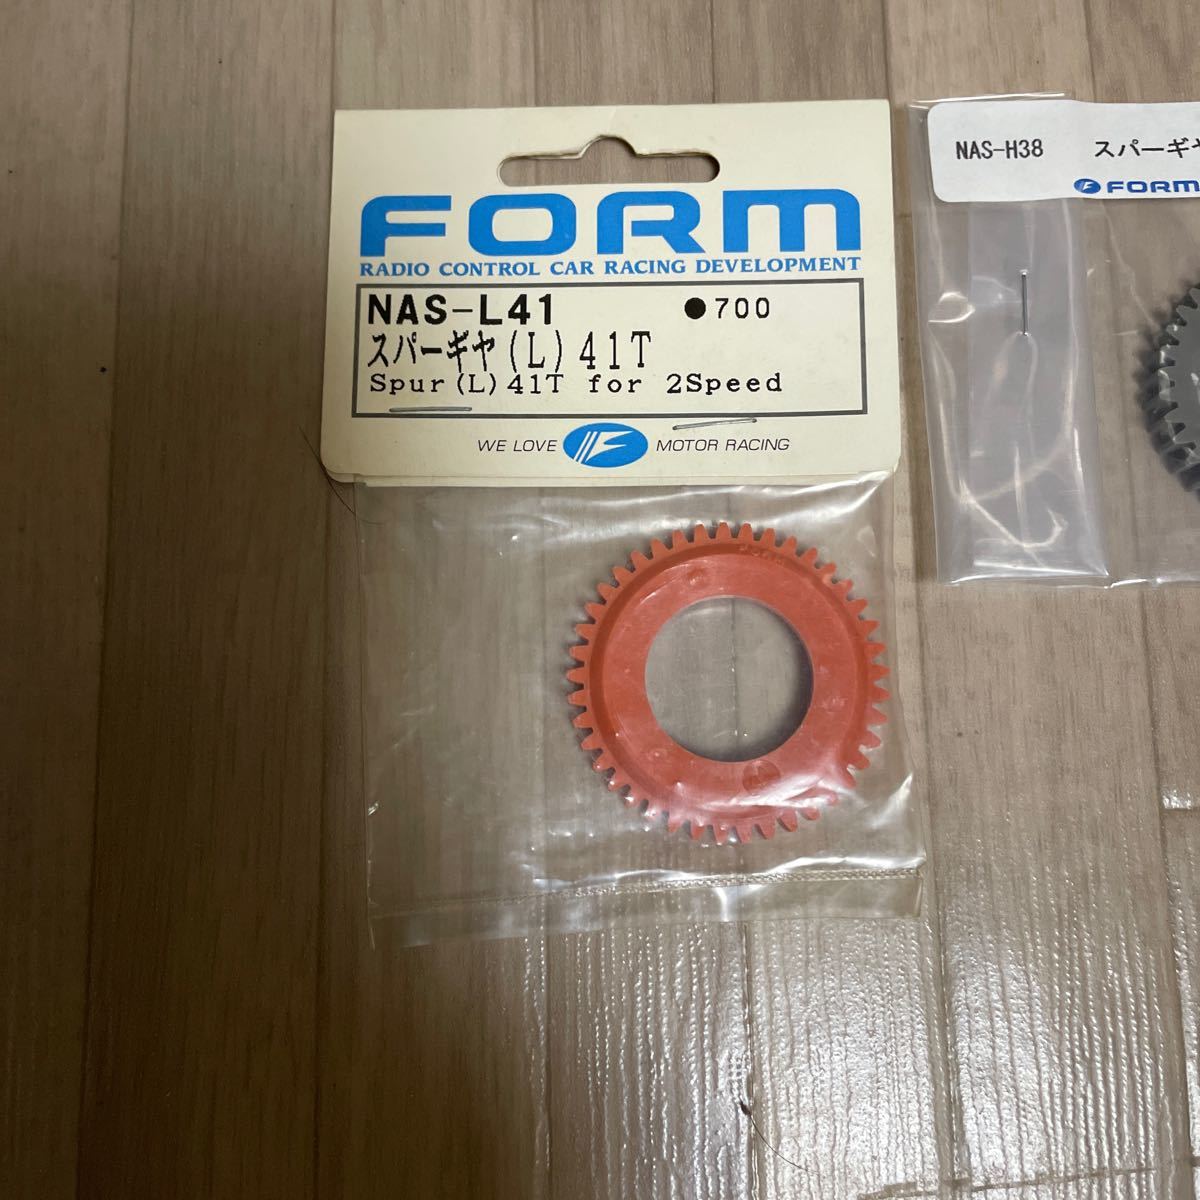 FORM
RADIO CONTROL CAR RACING DEVELOPMENT
NAS-L41 ●700
スパーギヤ(L)41T
Spur(L)41T for 2Speed
WE LOVE MOTOR RACING
NAS-H38 スパーギヤ
FORM